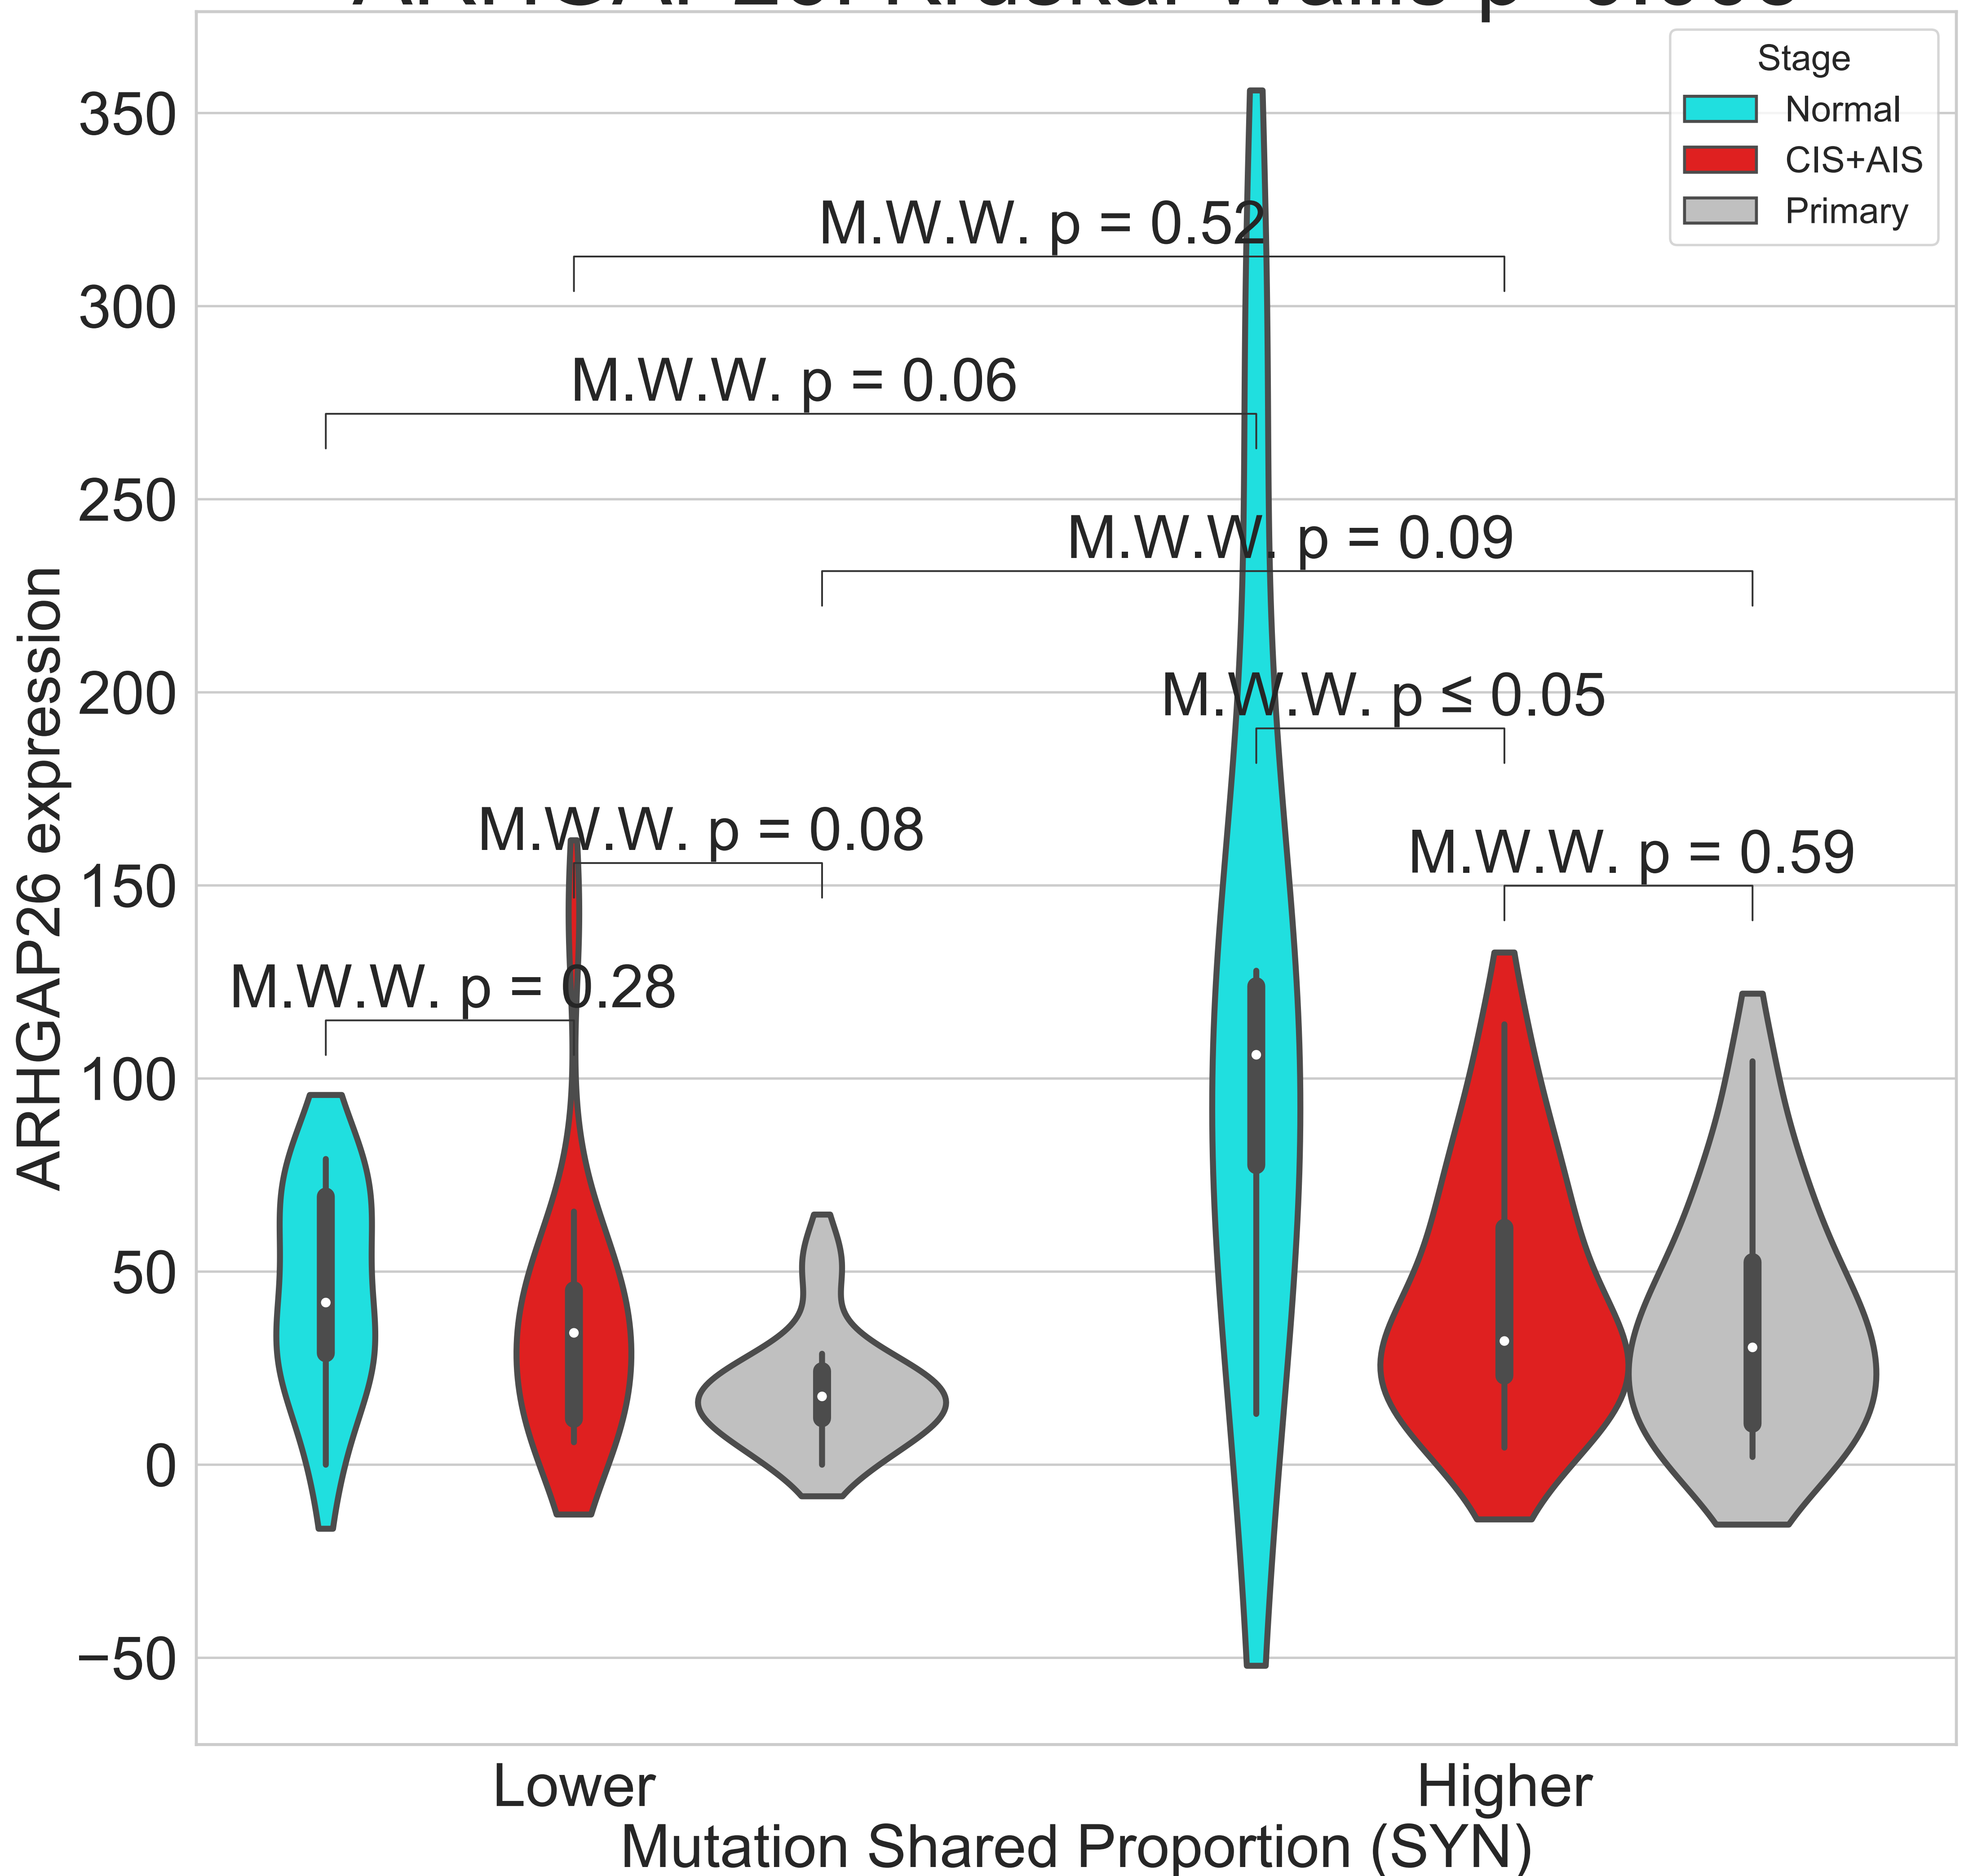 Stage
Normal
CIS+AIS
Primary
350
300
250
200
150
100
50
0
−50
ARHGAP26 expression
M.W.W. p = 0.52
M.W.W. p = 0.06
M.W.W. p = 0.09
M.W.W. p ≤ 0.05
M.W.W. p = 0.08
M.W.W. p = 0.59
M.W.W. p = 0.28
Lower
Higher
Mutation Shared Proportion (SYN)